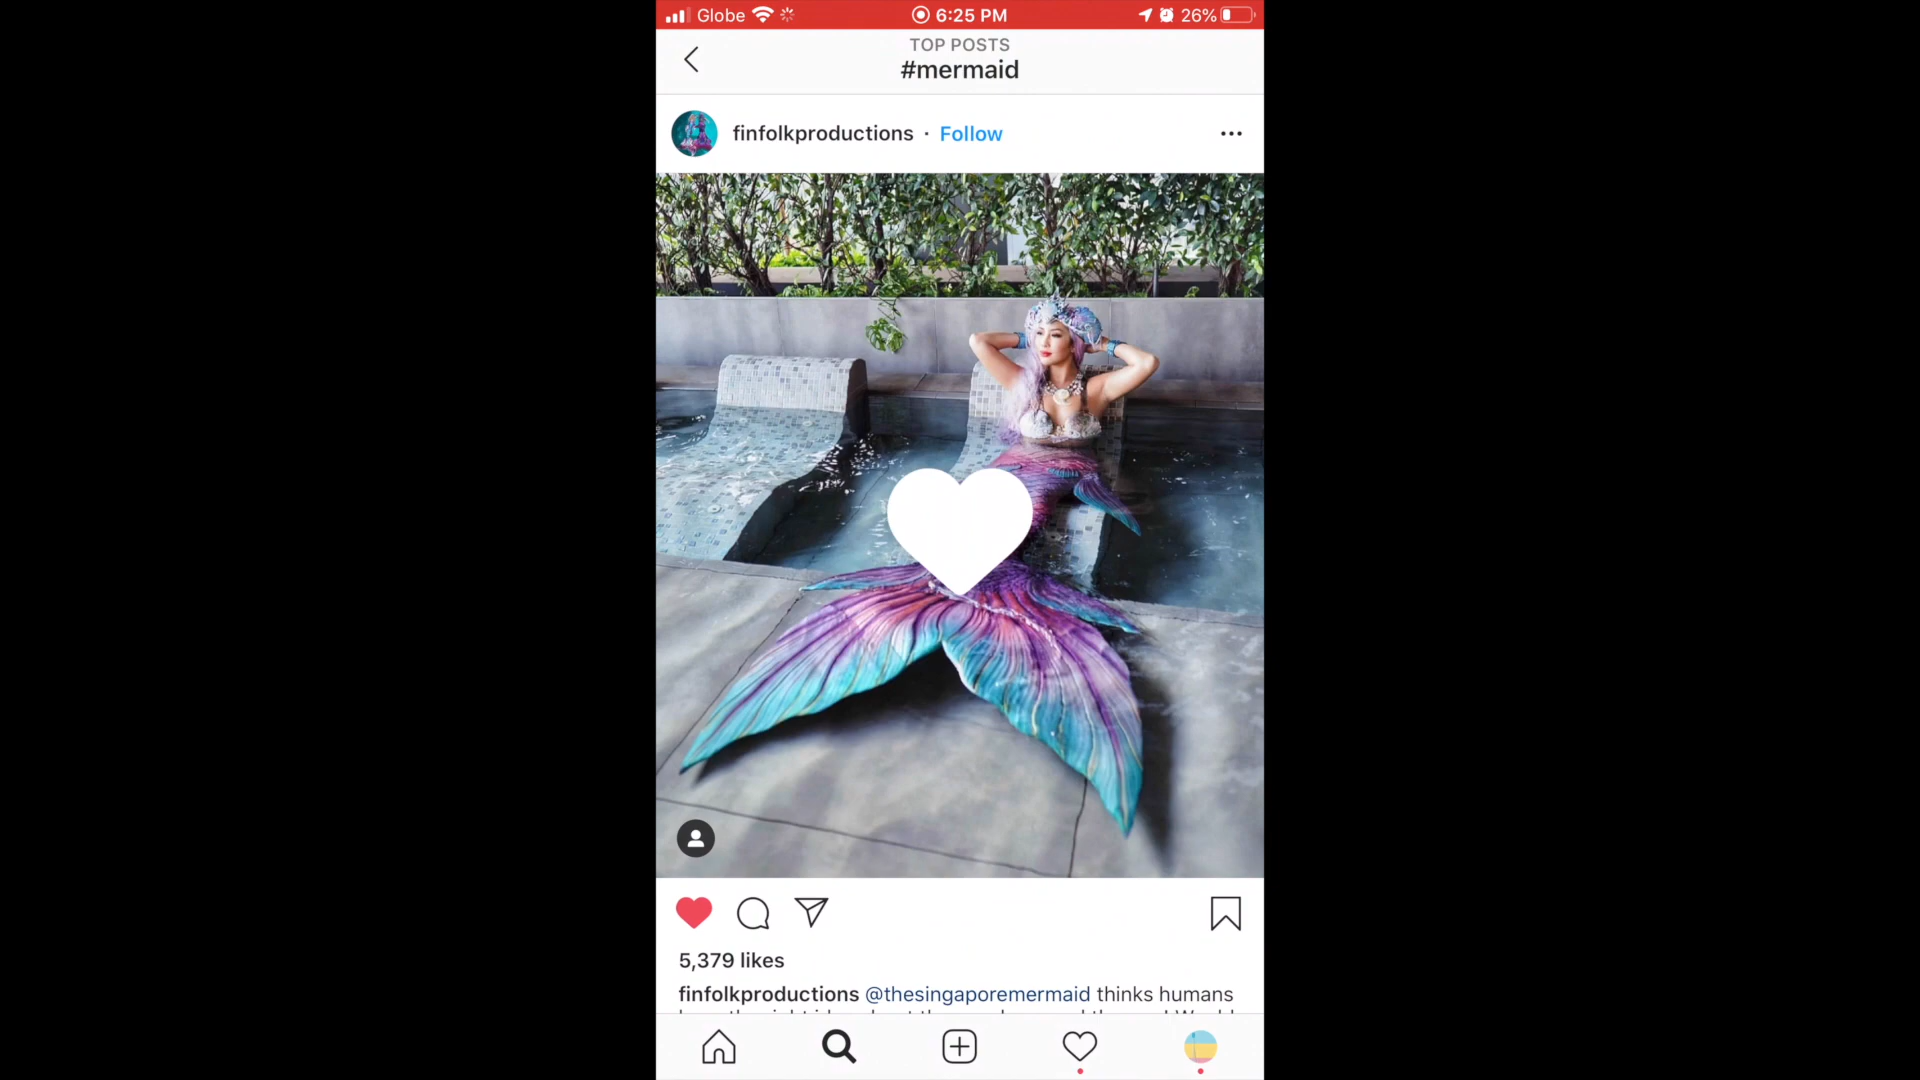 Globe 6:25 PM 26%
TOP POSTS
#mermaid
finfolkproductions · Follow
5,379 likes
finfolkproductions @thesingaporemermaid thinks humans